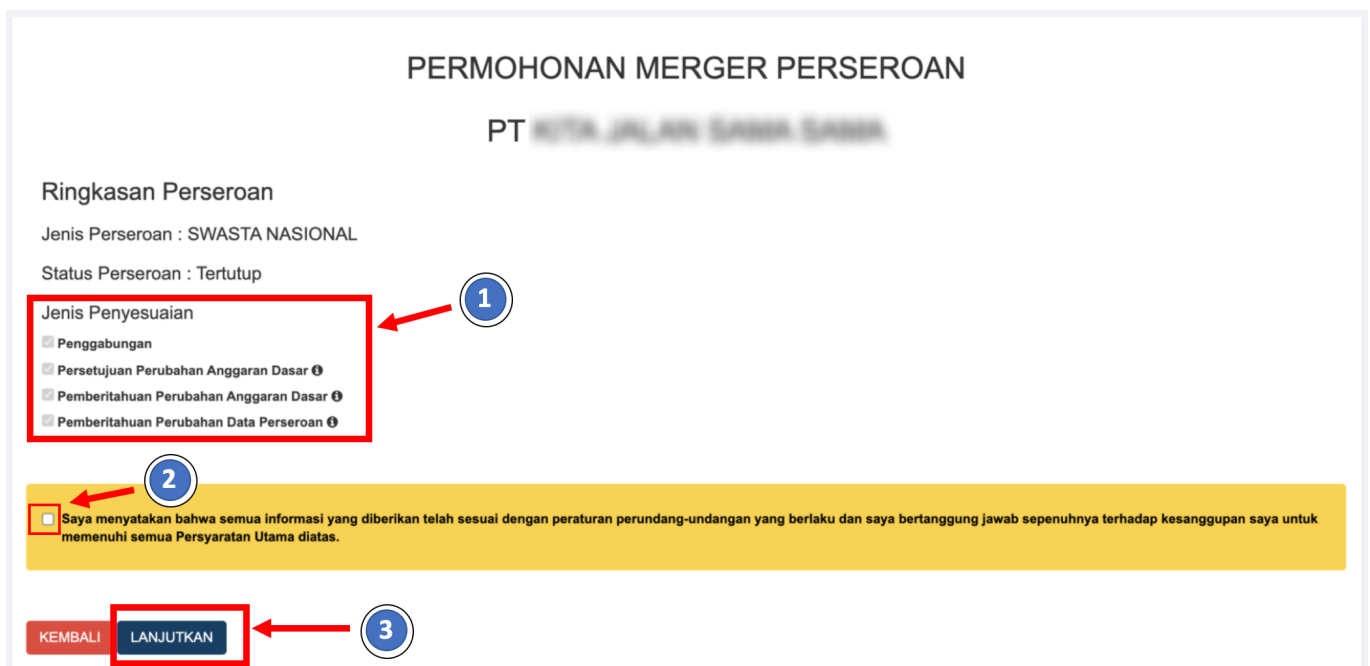 PERMOHONAN MERGER PERSEROAN
PT
Ringkasan Perseroan
Jenis Perseroan : SWASTA NASIONAL
Status Perseroan : Tertutup
1
Jenis Penyesuaian
Penggabungan
Persetujuan Perubahan Anggaran Dasar
Pemberitahuan Perubahan Anggaran Dasar
Pemberitahuan Perubahan Data Perseroan
2
Saya menyatakan bahwa semua informasi yang diberikan telah sesuai dengan peraturan perundang-undangan yang berlaku dan saya bertanggung jawab sepenuhnya terhadap kesanggupan saya untuk
memenuhi semua Persyaratan Utama diatas.
KEMBALI LANJUTKAN 3